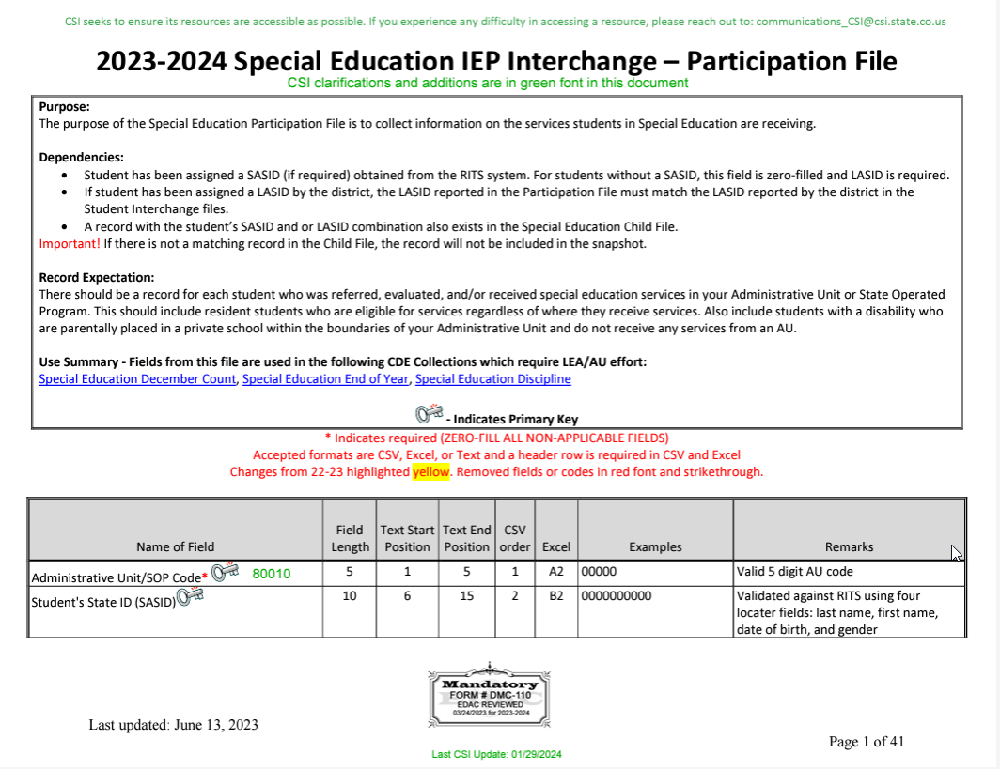 CSI seeks to ensure its resources are accessible as possible. If you experience any difficulty in accessing a resource, please reach out to: communications_CSI@csi.state.co.us
2023-2024 Special Education IEP Interchange – Participation File
CSI clarifications and additions are in green font in this document
Purpose:
The purpose of the Special Education Participation File is to collect information on the services students in Special Education are receiving.
Dependencies:
• Student has been assigned a SASID (if required) obtained from the RITS system. For students without a SASID, this field is zero-filled and LASID is required.
• If student has been assigned a LASID by the district, the LASID reported in the Participation File must match the LASID reported by the district in the
Student Interchange files.
• A record with the student's SASID and or LASID combination also exists in the Special Education Child File.
Important! If there is not a matching record in the Child File, the record will not be included in the snapshot.
Record Expectation:
There should be a record for each student who was referred, evaluated, and/or received special education services in your Administrative Unit or State Operated
Program. This should include resident students who are eligible for services regardless of where they receive services. Also include students with a disability who
are parentally placed in a private school within the boundaries of your Administrative Unit and do not receive any services from an AU.
Use Summary - Fields from this file are used in the following CDE Collections which require LEA/AU effort:
Special Education December Count, Special Education End of Year, Special Education Discipline
- Indicates Primary Key
* Indicates required (ZERO-FILL ALL NON-APPLICABLE FIELDS)
Accepted formats are CSV, Excel, or Text and a header row is required in CSV and Excel
Changes from 22-23 highlighted yellow. Removed fields or codes in red font and strikethrough.
Name of Field
Field
Length
Text Start
Position
Text End
Position
CSV
order
Excel
Examples
Remarks
Administrative Unit/SOP Code* 80010
5
1
5
1
A2
00000
Valid 5 digit AU code
Student's State ID (SASID)
10
6
15
2
B2
0000000000
Validated against RITS using four
locater fields: last name, first name,
date of birth, and gender
Mandatory
FORM # DMC-110
EDAC REVIEWED
03/24/2023 for 2023-2024
Last updated: June 13, 2023
Page 1 of 41
Last CSI Update: 01/29/2024